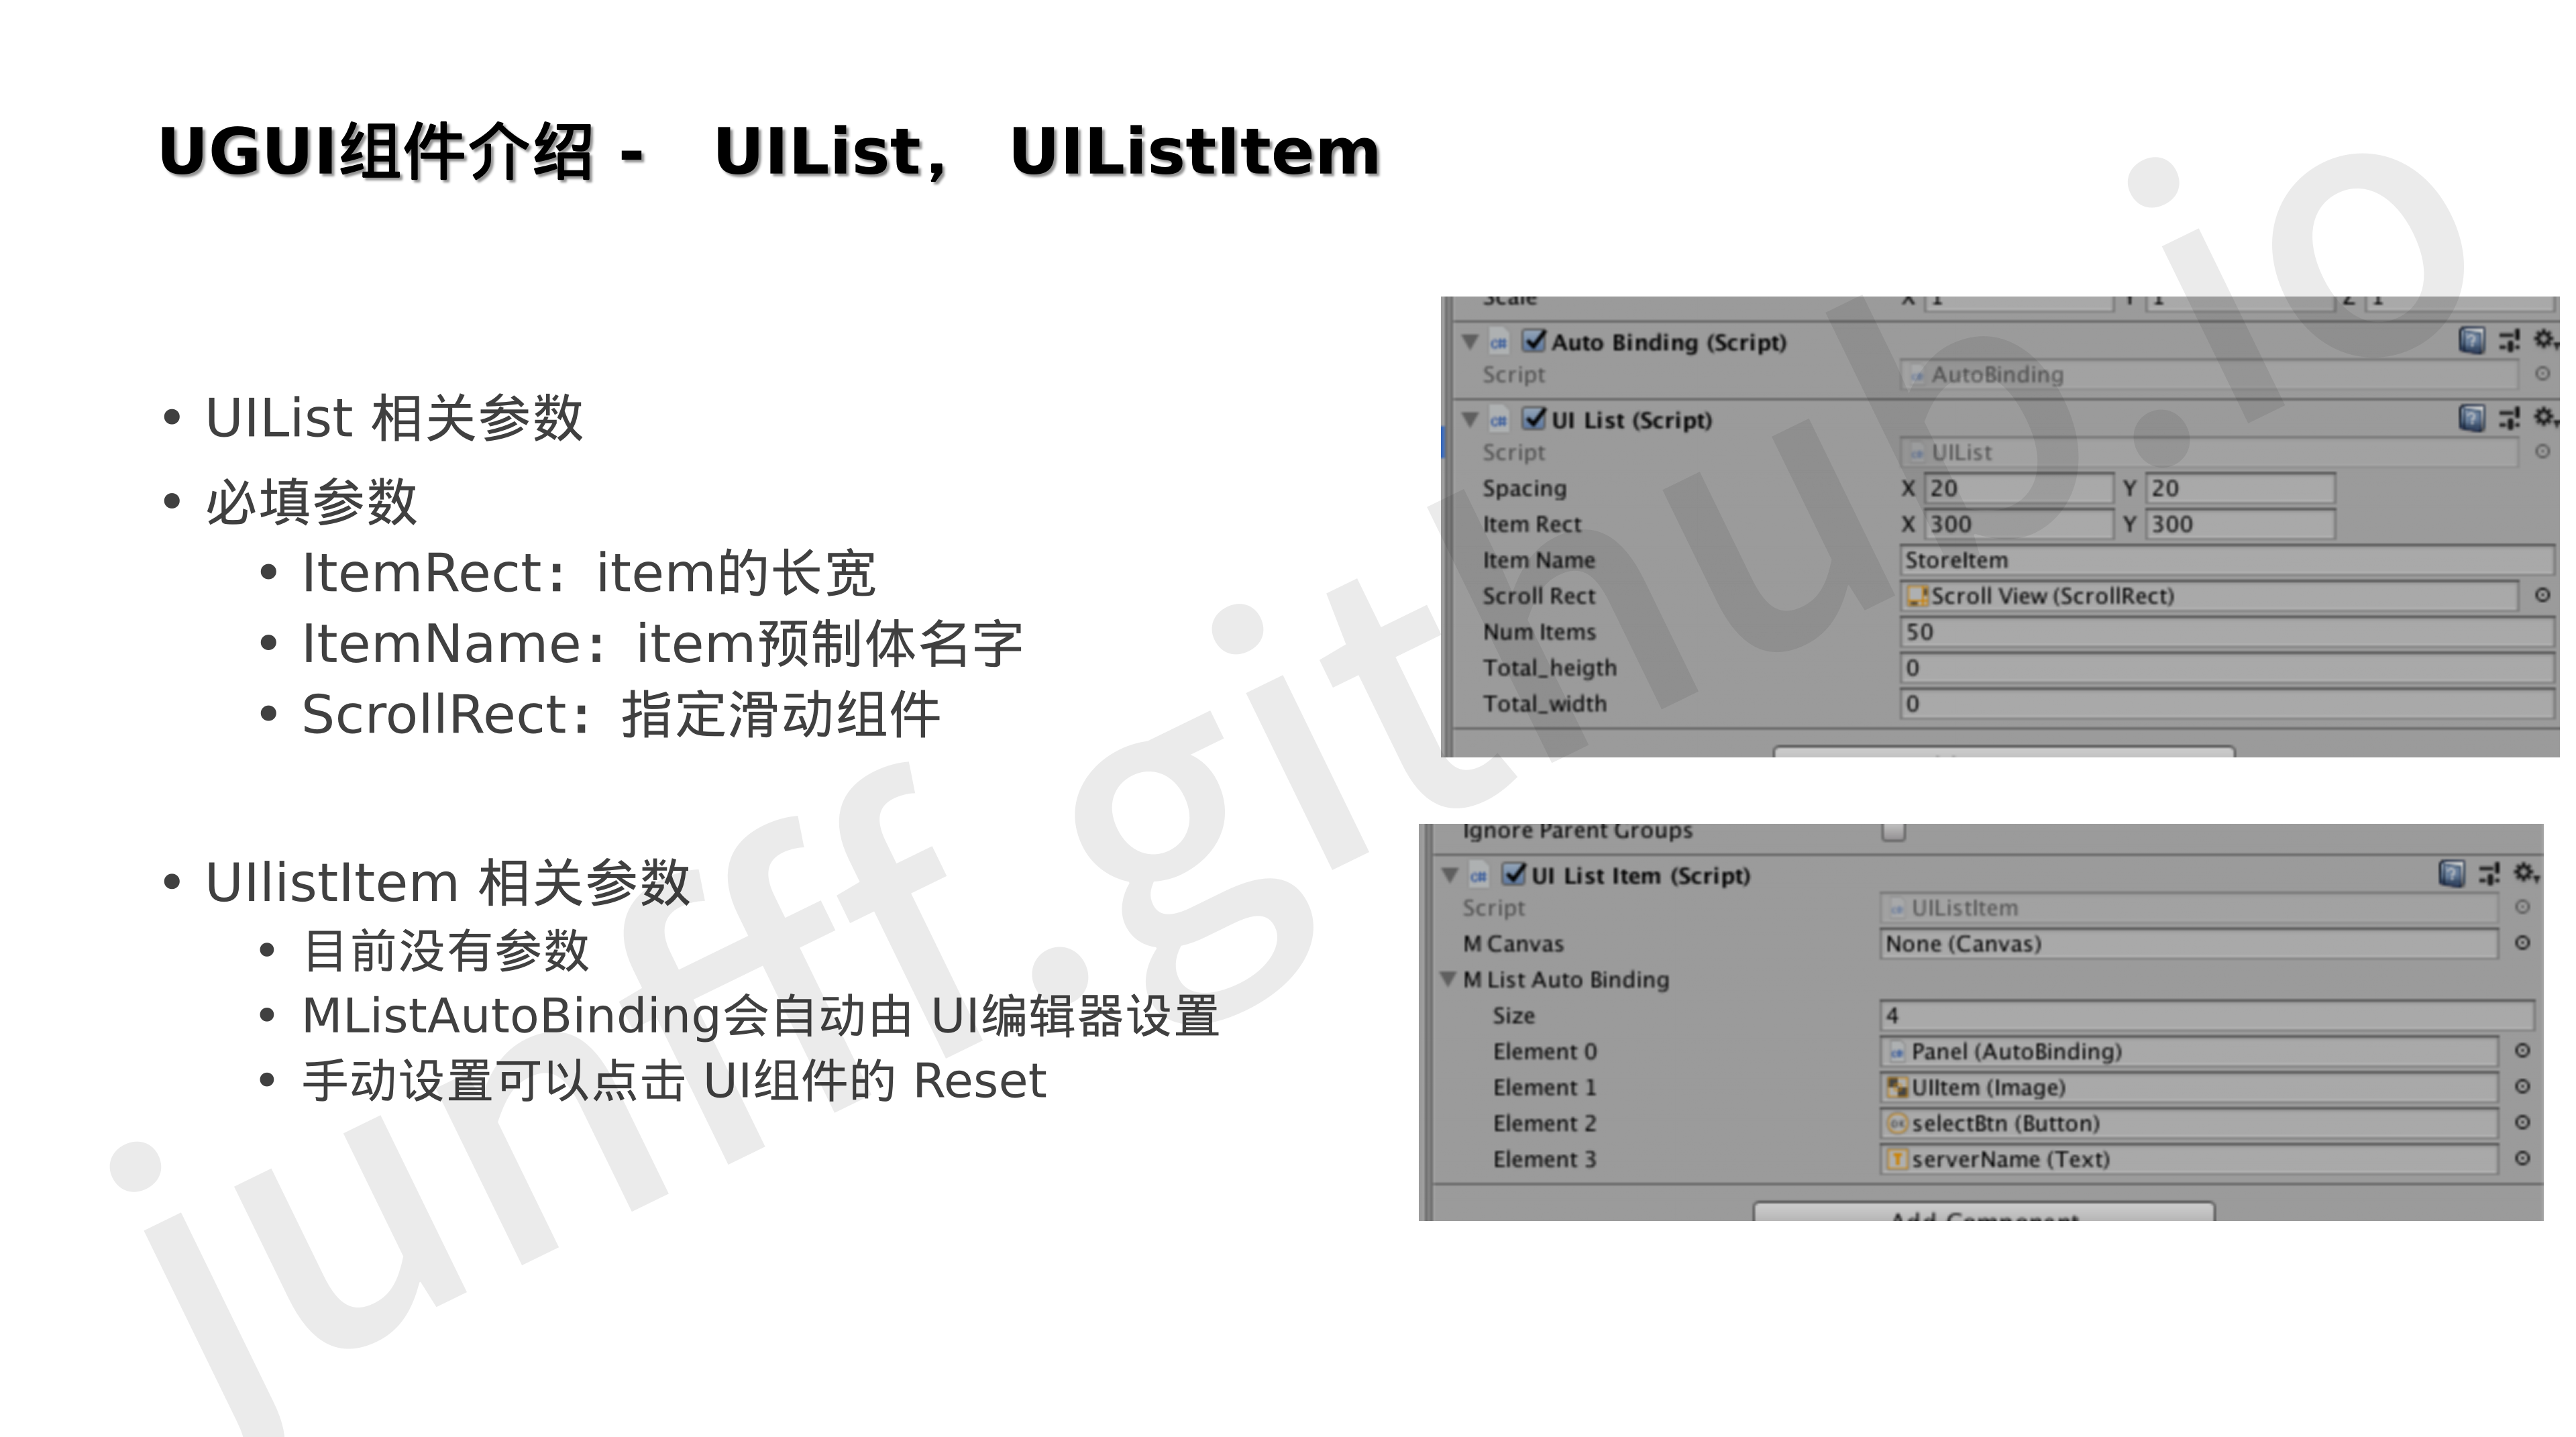 UGUI组件介绍 - UIList， UIListItem
• UIList 相关参数
• 必填参数
• ItemRect：item的长宽
• ItemName：item预制体名字
• ScrollRect：指定滑动组件
• UIlistItem 相关参数
• 目前没有参数
• MListAutoBinding会自动由 UI编辑器设置
• 手动设置可以点击 UI组件的 Reset
Scale X 1 Y 1 Z 1
Auto Binding (Script)
Script AutoBinding
UI List (Script)
Script UIList
Spacing X 20 Y 20
Item Rect X 300 Y 300
Item Name StoreItem
Scroll Rect Scroll View (ScrollRect)
Num Items 50
Total_heigth 0
Total_width 0
Ignore Parent Groups
UI List Item (Script)
Script UIListItem
M Canvas None (Canvas)
M List Auto Binding
Size 4
Element 0 Panel (AutoBinding)
Element 1 UIItem (Image)
Element 2 selectBtn (Button)
Element 3 serverName (Text)
Add Component
junfff.github.io